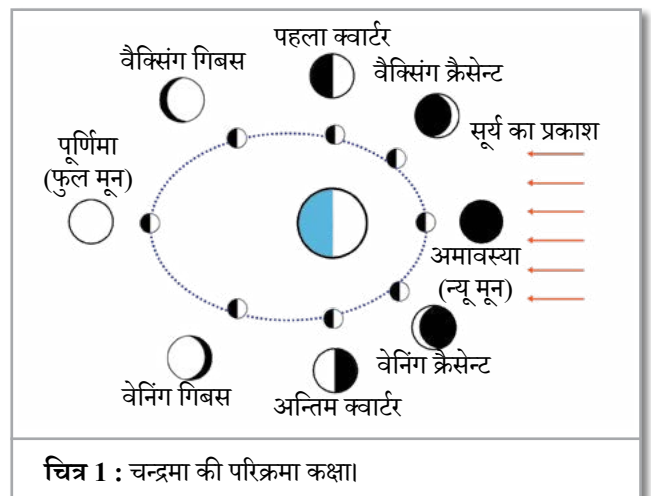 पहला क्वार्टर
वैक्सिंग गिबस
वैक्सिंग क्रैसेन्ट
सूर्य का प्रकाश
पूर्णिमा
(फुल मून)
अमावस्या
(न्यू मून)
वेनिंग क्रैसेन्ट
वेनिंग गिबस
अन्तिम क्वार्टर
चित्र 1 : चन्द्रमा की परिक्रमा कक्षा।